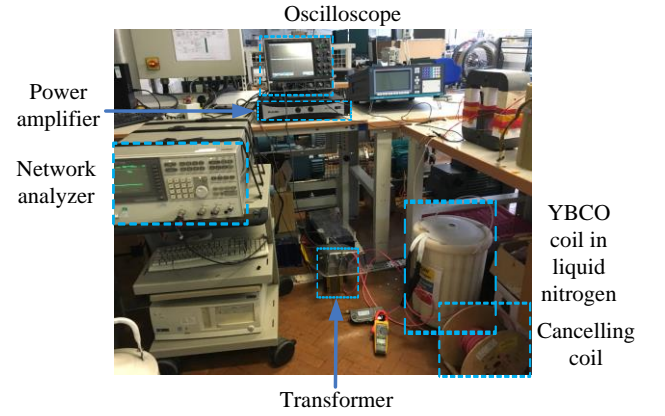 Oscilloscope
Power
amplifier
Network
analyzer
YBCO
coil in
liquid
nitrogen
Cancelling
coil
Transformer